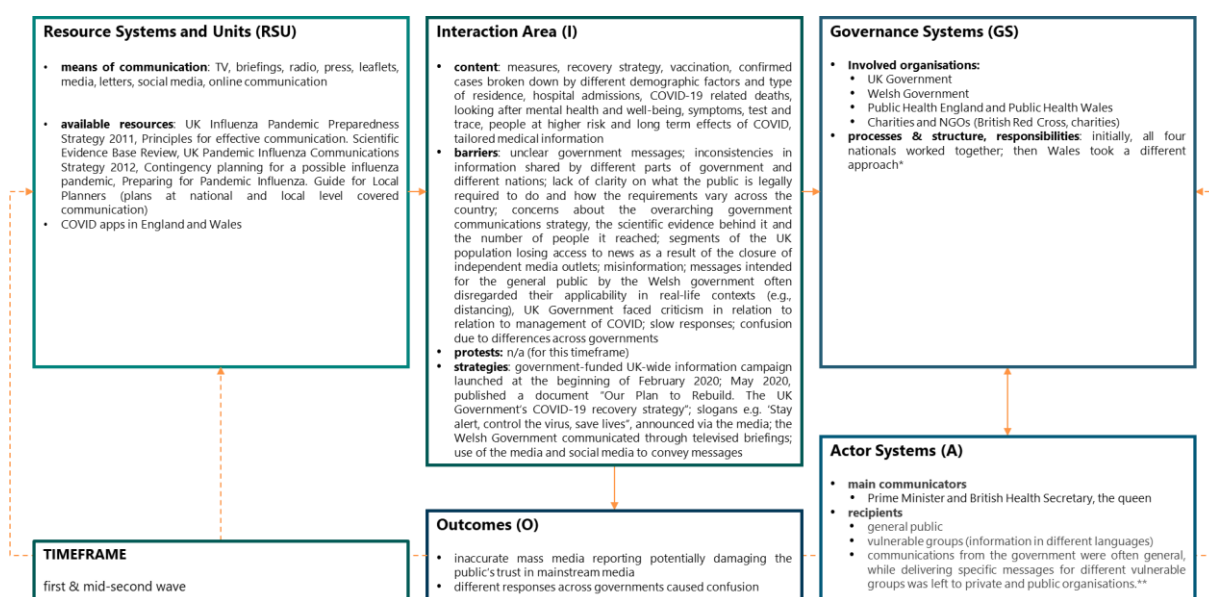 Resource Systems and Units (RSU)
• means of communication: TV, briefings, radio, press, leaflets,
media, letters, social media, online communication
• available resources: UK Influenza Pandemic Preparedness
Strategy 2011, Principles for effective communication. Scientific
Evidence Base Review, UK Pandemic Influenza Communications
Strategy 2012, Contingency planning for a possible influenza
pandemic, Preparing for Pandemic Influenza. Guide for Local
Planners (plans at national and local level covered
communication)
• COVID apps in England and Wales
Interaction Area (I)
• content: measures, recovery strategy, vaccination, confirmed
cases broken down by different demographic factors and type
of residence, hospital admissions, COVID-19 related deaths,
looking after mental health and well-being, symptoms, test and
trace, people at higher risk and long term effects of COVID,
tailored medical information
• barriers: unclear government messages; inconsistencies in
information shared by different parts of government and
different nations; lack of clarity on what the public is legally
required to do and how the requirements vary across the
country; concerns about the overarching government
communications strategy, the scientific evidence behind it and
the number of people it reached; segments of the UK
population losing access to news as a result of the closure of
independent media outlets; misinformation; messages intended
for the general public by the Welsh government often
disregarded their applicability in real-life contexts (e.g.,
distancing), UK Government faced criticism in relation to
relation to management of COVID; slow responses; confusion
due to differences across governments
• protests: n/a (for this timeframe)
• strategies: government-funded UK-wide information campaign
launched at the beginning of February 2020; May 2020,
published a document "Our Plan to Rebuild. The UK
Government's COVID-19 recovery strategy"; slogans e.g. 'Stay
alert, control the virus, save lives", announced via the media; the
Welsh Government communicated through televised briefings;
use of the media and social media to convey messages
Governance Systems (GS)
• Involved organisations:
• UK Government
• Welsh Government
• Public Health England and Public Health Wales
• Charities and NGOs (British Red Cross, charities)
• processes & structure, responsibilities: initially, all four
nationals worked together; then Wales took a different
approach*
Actor Systems (A)
• main communicators
• Prime Minister and British Health Secretary, the queen
• recipients
• general public
• vulnerable groups (information in different languages)
• communications from the government were often general,
while delivering specific messages for different vulnerable
groups was left to private and public organisations.**
Outcomes (O)
• inaccurate mass media reporting potentially damaging the
public's trust in mainstream media
• different responses across governments caused confusion
TIMEFRAME
first & mid-second wave